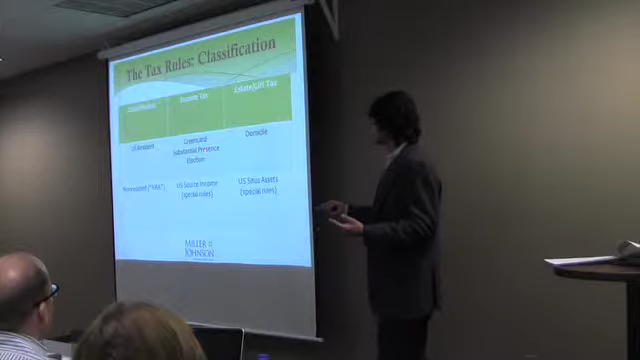 The Tax Rules: Classification
Classification Income Tax Estate/Gift Tax
US Resident Greencard Domicile
Substantial Presence
Election
Nonresident ("NRA") US Source Income US Situs Assets
(special rules) (special rules)
MILLER
JOHNSON